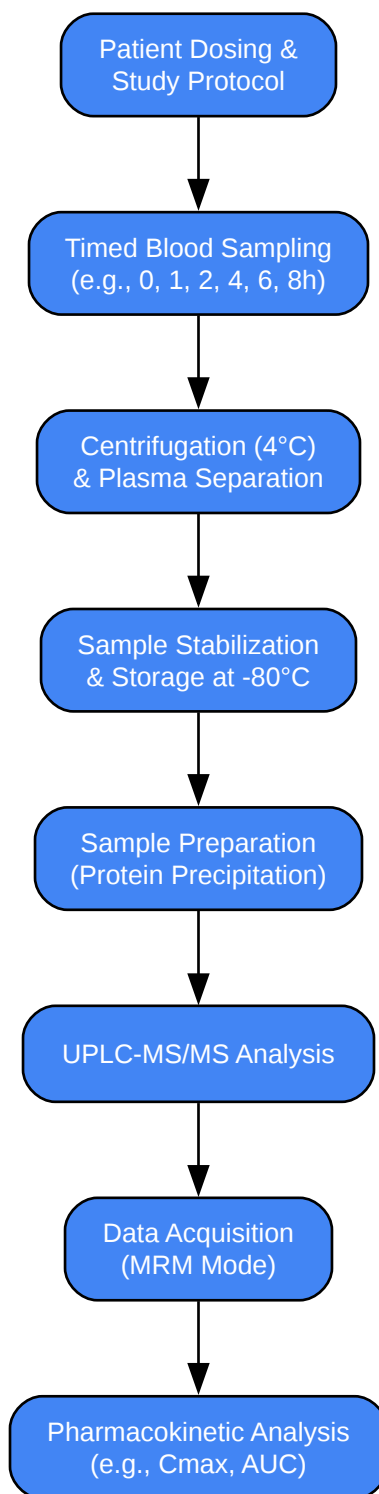 Patient Dosing &
Study Protocol
Timed Blood Sampling
(e.g., 0, 1, 2, 4, 6, 8h)
Centrifugation (4°C)
& Plasma Separation
Sample Stabilization
& Storage at -80°C
Sample Preparation
(Protein Precipitation)
UPLC-MS/MS Analysis
Data Acquisition
(MRM Mode)
Pharmacokinetic Analysis
(e.g., Cmax, AUC)